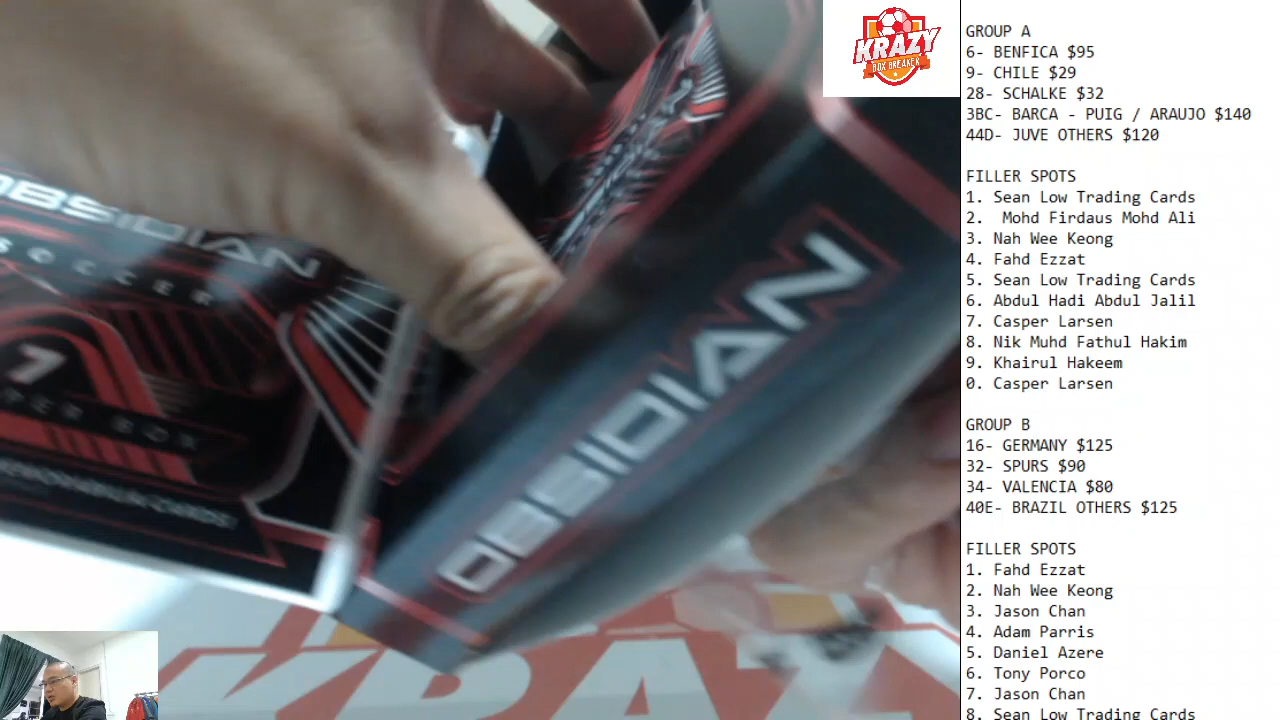 KRAZY
BOX BREAKER
OBSIDIAN
SOCCER
7
BOX
OBSIDIAN
KRAZ
GROUP A
6- BENFICA $95
9- CHILE $29
28- SCHALKE $32
3BC- BARCA - PUIG / ARAUJO $140
44D- JUVE OTHERS $120
FILLER SPOTS
1. Sean Low Trading Cards
2. Mohd Firdaus Mohd Ali
3. Nah Wee Keong
4. Fahd Ezzat
5. Sean Low Trading Cards
6. Abdul Hadi Abdul Jalil
7. Casper Larsen
8. Nik Muhd Fathul Hakim
9. Khairul Hakeem
0. Casper Larsen
GROUP B
16- GERMANY $125
32- SPURS $90
34- VALENCIA $80
40E- BRAZIL OTHERS $125
FILLER SPOTS
1. Fahd Ezzat
2. Nah Wee Keong
3. Jason Chan
4. Adam Parris
5. Daniel Azere
6. Tony Porco
7. Jason Chan
8. Sean Low Trading Cards